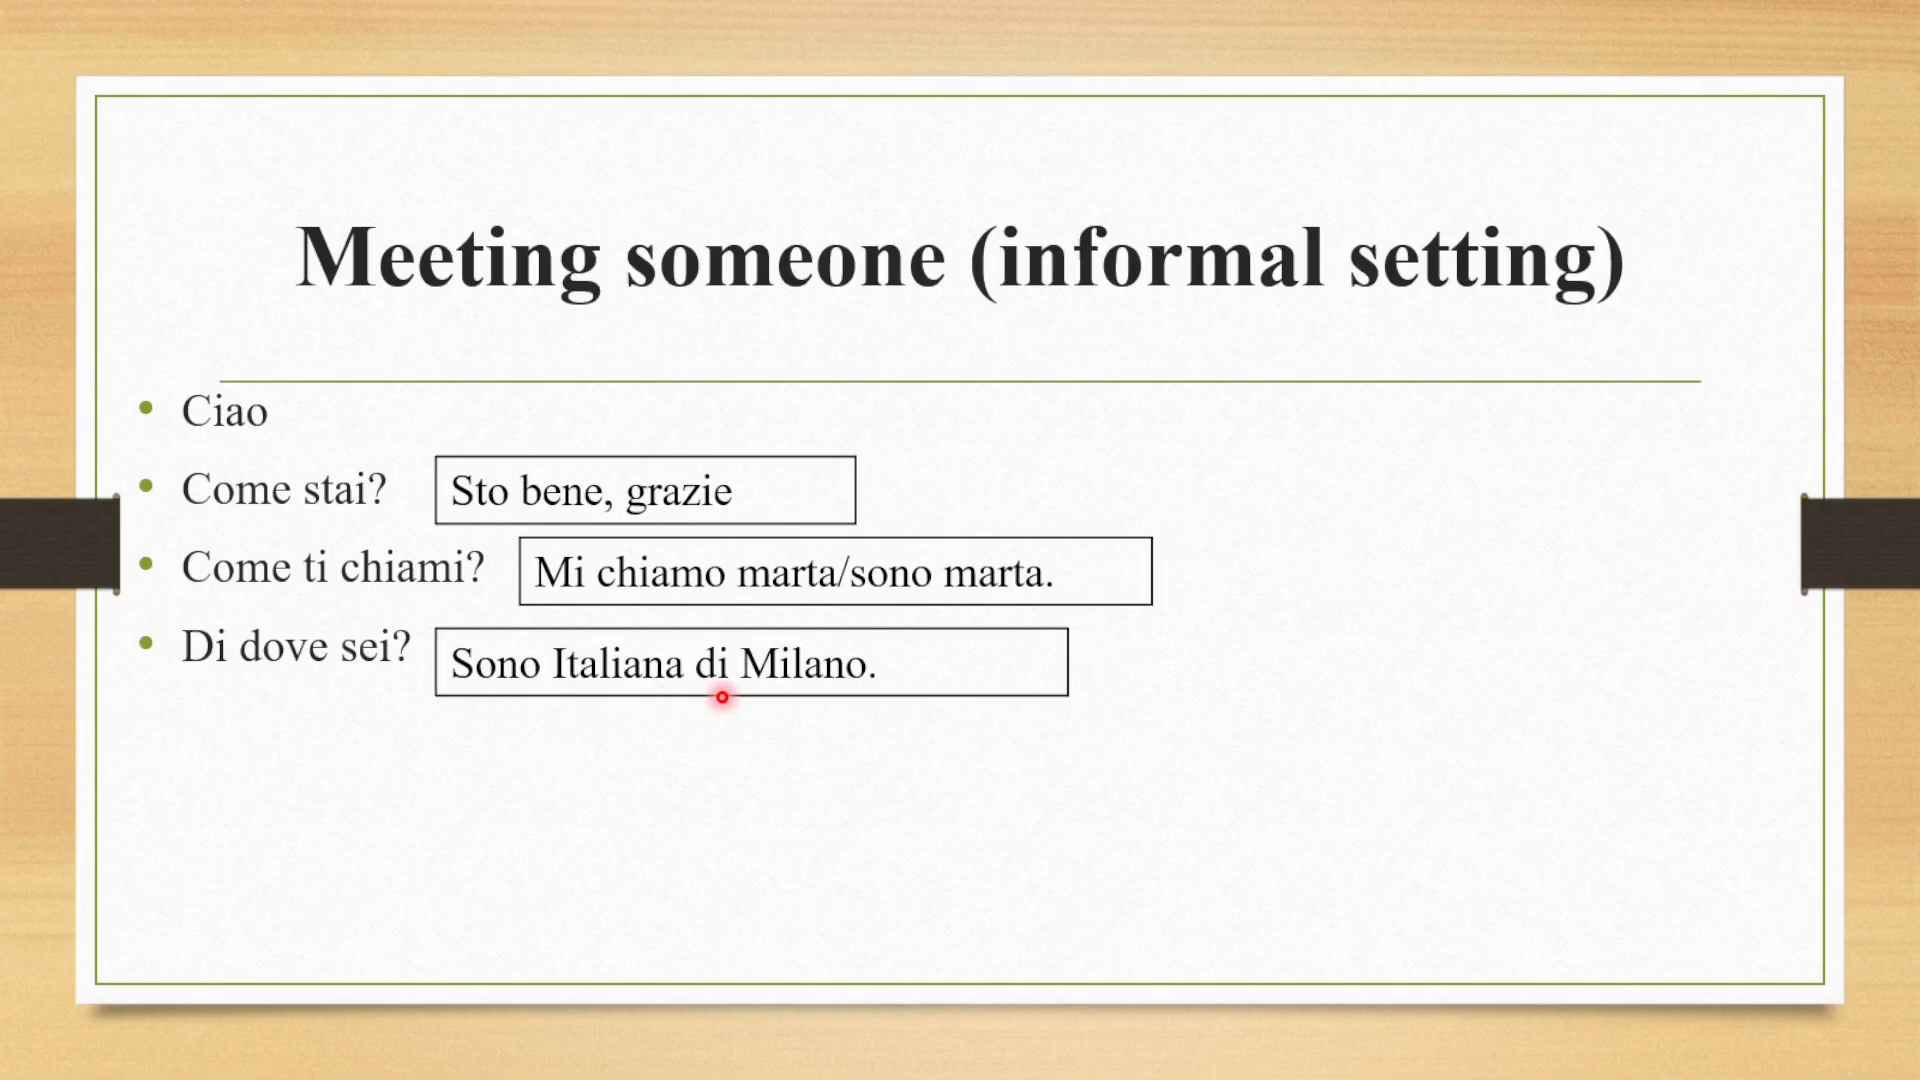 Meeting someone (informal setting)
Ciao
Come stai? Sto bene, grazie
Come ti chiami? Mi chiamo marta/sono marta.
Di dove sei? Sono Italiana di Milano.